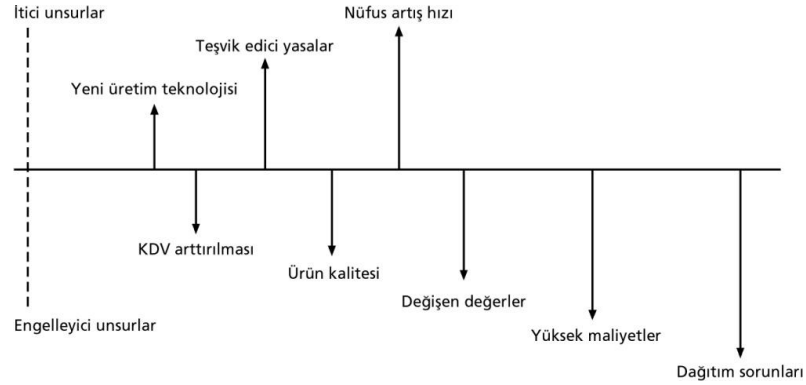 İtici unsurlar
Nüfus artış hızı
Teşvik edici yasalar
Yeni üretim teknolojisi
KDV arttırılması
Ürün kalitesi
Değişen değerler
Engelleyici unsurlar
Yüksek maliyetler
Dağıtım sorunları